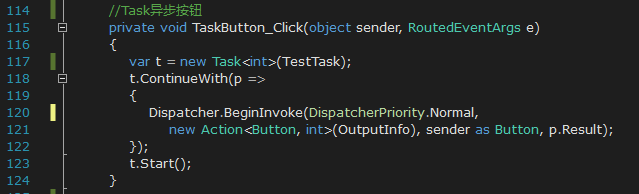 114 //Task异步按钮
115 private void TaskButton_Click(object sender, RoutedEventArgs e)
116 {
117 var t = new Task<int>(TestTask);
118 t.ContinueWith(p =>
119 {
120 Dispatcher.BeginInvoke(DispatcherPriority.Normal,
121 new Action<Button, int>(OutputInfo), sender as Button, p.Result);
122 });
123 t.Start();
124 }